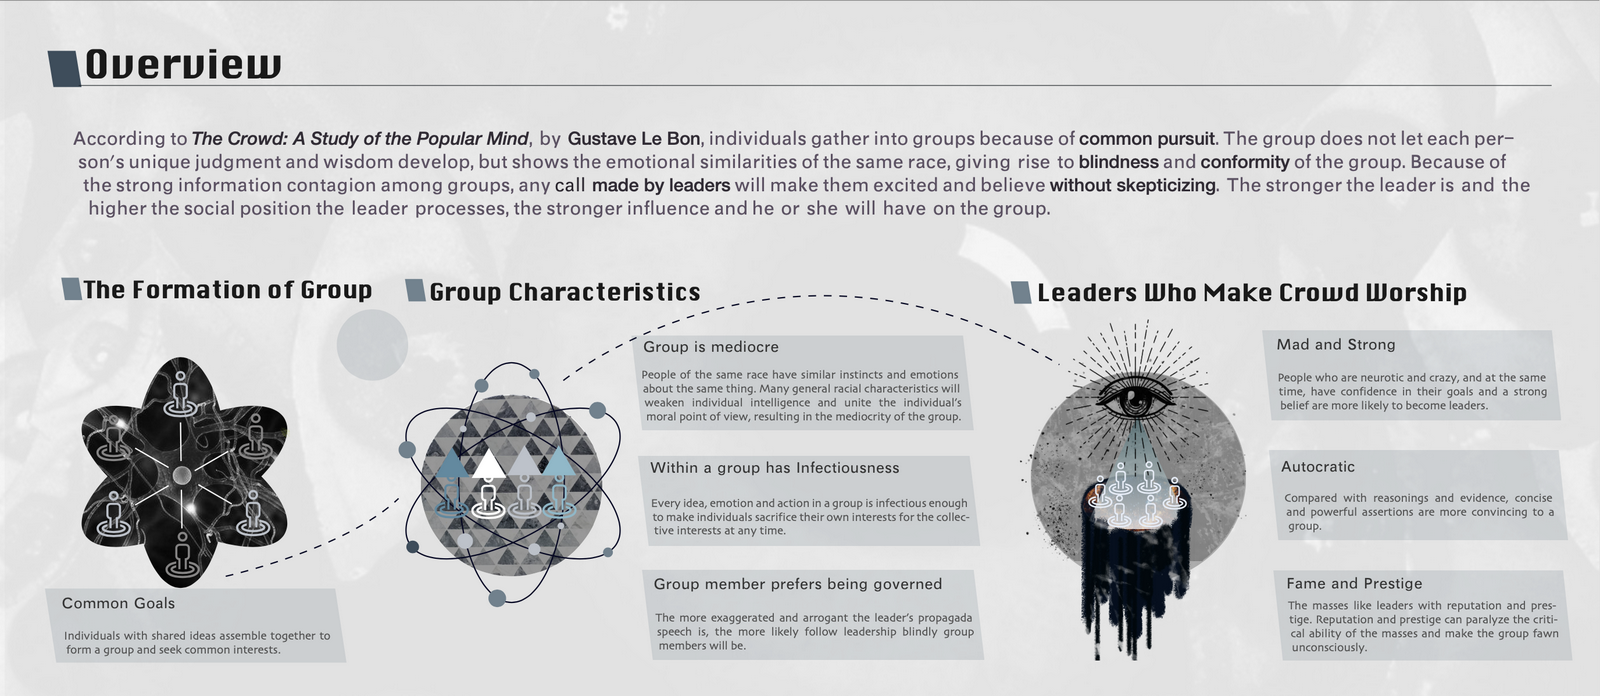 Overview
According to The Crowd: A Study of the Popular Mind, by Gustave Le Bon, individuals gather into groups because of common pursuit. The group does not let each per-
son's unique judgment and wisdom develop, but shows the emotional similarities of the same race, giving rise to blindness and conformity of the group. Because of
the strong information contagion among groups, any call made by leaders will make them excited and believe without skepticizing. The stronger the leader is and the
higher the social position the leader processes, the stronger influence and he or she will have on the group.
The Formation of Group
Common Goals
Individuals with shared ideas assemble together to
form a group and seek common interests.
Group Characteristics
Group is mediocre
People of the same race have similar instincts and emotions
about the same thing. Many general racial characteristics will
weaken individual intelligence and unite the individual's
moral point of view, resulting in the mediocrity of the group.
Within a group has Infectiousness
Every idea, emotion and action in a group is infectious enough
to make individuals sacrifice their own interests for the collec-
tive interests at any time.
Group member prefers being governed
The more exaggerated and arrogant the leader's propagada
speech is, the more likely follow leadership blindly group
members will be.
Leaders Who Make Crowd Worship
Mad and Strong
People who are neurotic and crazy, and at the same
time, have confidence in their goals and a strong
belief are more likely to become leaders.
Autocratic
Compared with reasonings and evidence, concise
and powerful assertions are more convincing to a
group.
Fame and Prestige
The masses like leaders with reputation and pres-
tige. Reputation and prestige can paralyze the criti-
cal ability of the masses and make the group fawn
unconsciously.